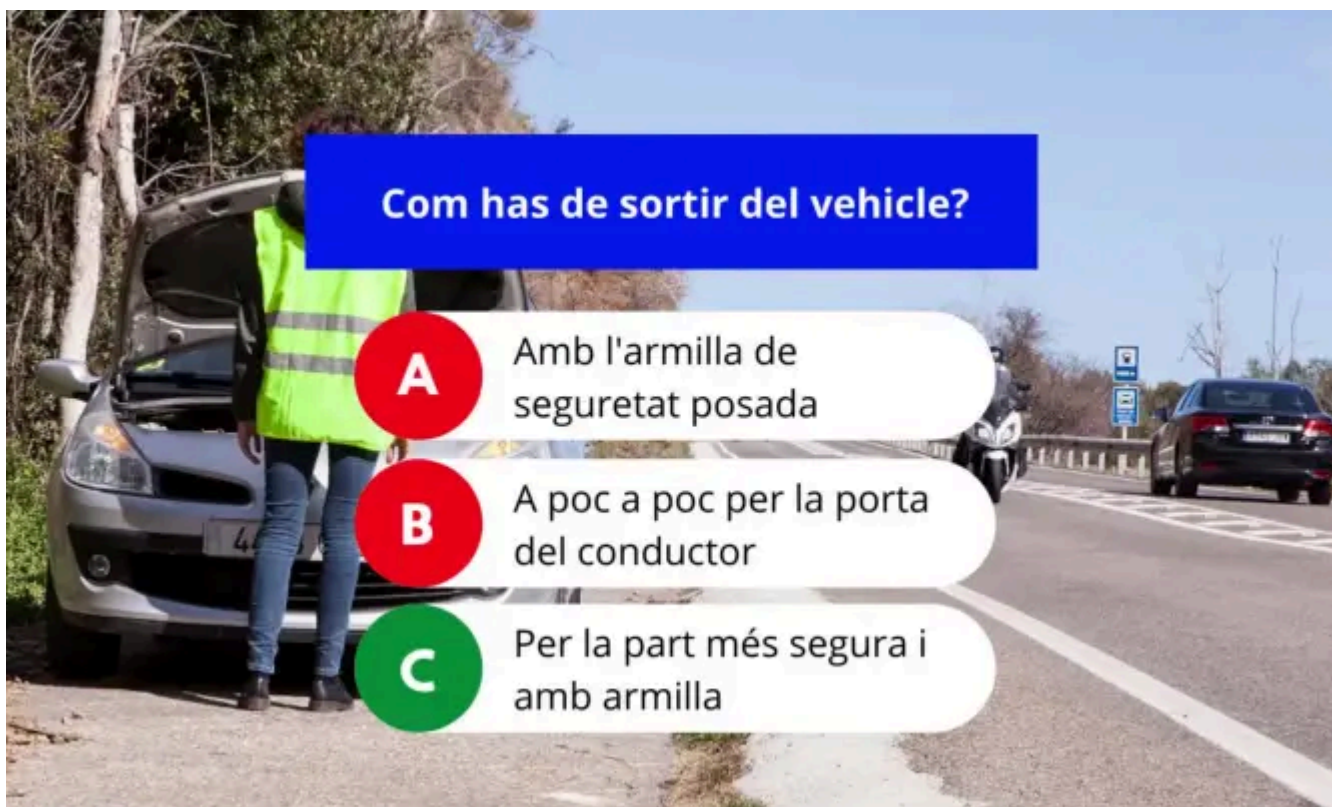 Com has de sortir del vehicle?
A
Amb l'armilla de
seguretat posada
B
A poc a poc per la porta
del conductor
C
Per la part més segura i
amb armilla